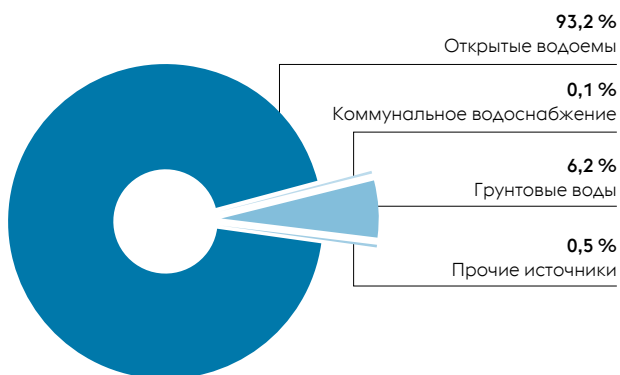 93,2 %
Открытые водоемы
0,1 %
Коммунальное водоснабжение
6,2 %
Грунтовые воды
0,5 %
Прочие источники